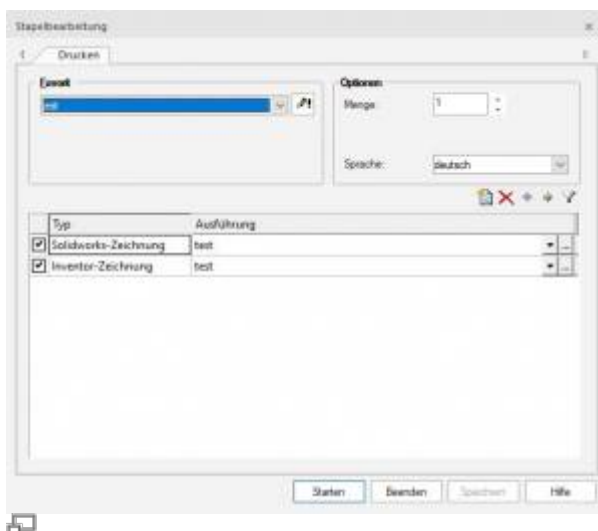 Stapelbearbeitung
Drucken
Favorit
Optionen
Menge: 1
Sprache: deutsch
Typ Ausführung
Solidworks-Zeichnung test
Inventor-Zeichnung test
Starten Beenden Speichern Hilfe